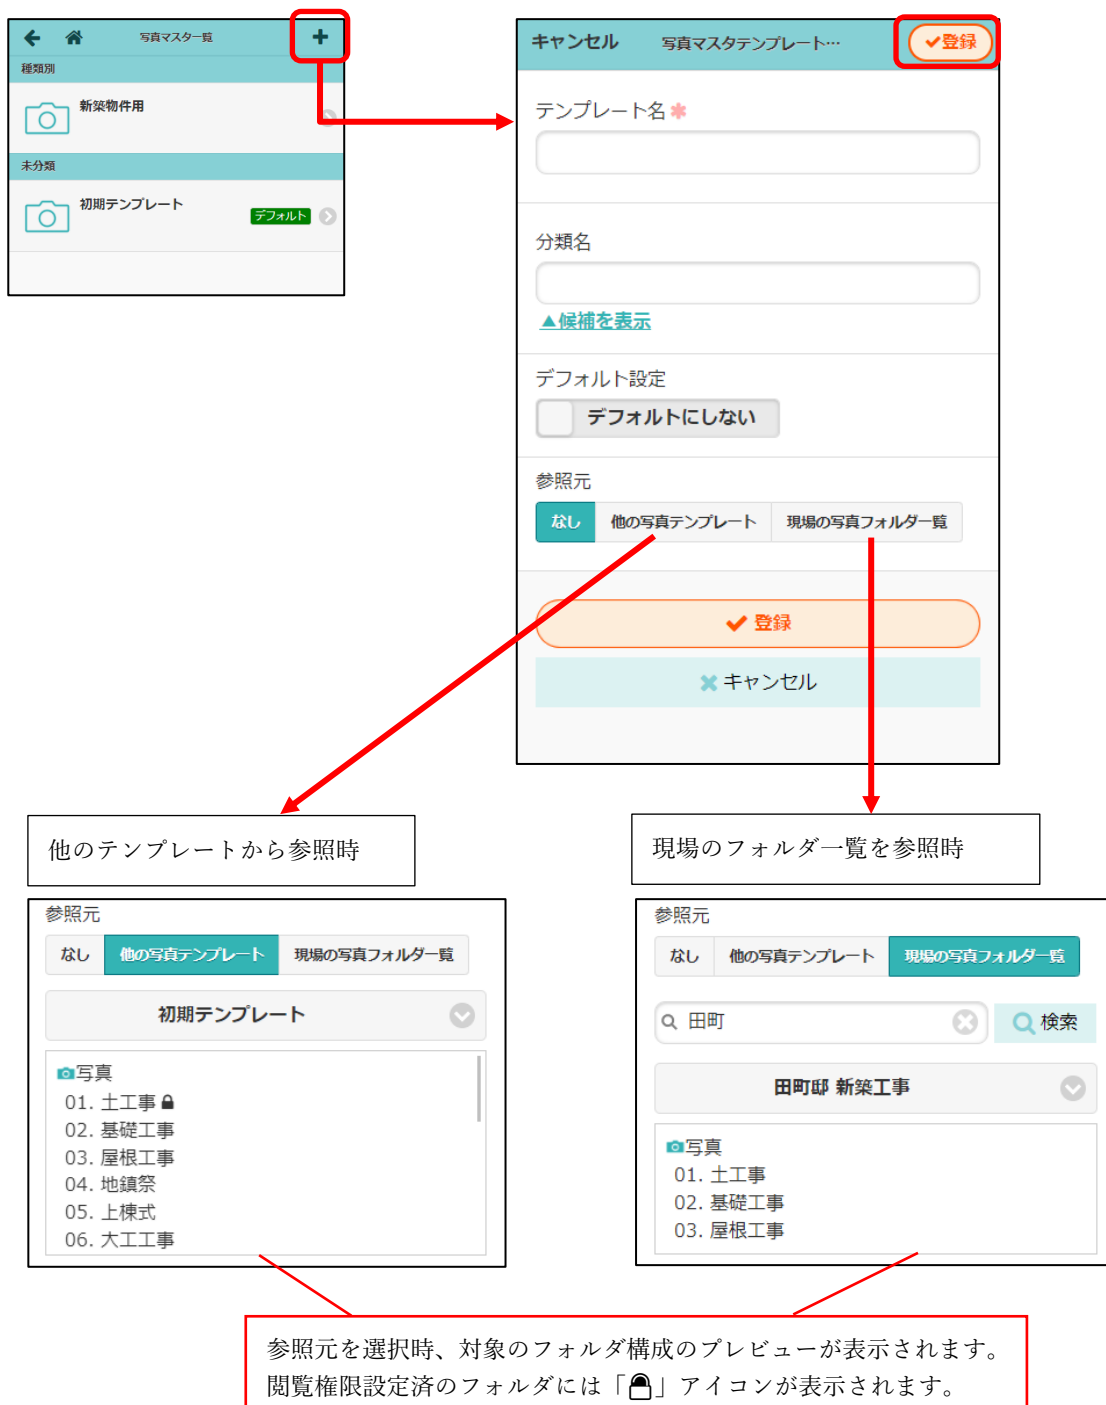 写真マスタ一覧
種類別
新築物件用
未分類
初期テンプレート
デフォルト
キャンセル 写真マスタテンプレート… ✔登録
テンプレート名✱
分類名
▲候補を表示
デフォルト設定
デフォルトにしない
参照元
なし 他の写真テンプレート 現場の写真フォルダ一覧
✔ 登録
✖ キャンセル
他のテンプレートから参照時
参照元
なし 他の写真テンプレート 現場の写真フォルダ一覧
初期テンプレート
写真
01. 土工事
02. 基礎工事
03. 屋根工事
04. 地鎮祭
05. 上棟式
06. 大工工事
現場のフォルダ一覧を参照時
参照元
なし 他の写真テンプレート 現場の写真フォルダ一覧
田町 検索
田町邸 新築工事
写真
01. 土工事
02. 基礎工事
03. 屋根工事
参照元を選択時、対象のフォルダ構成のプレビューが表示されます。
閲覧権限設定済のフォルダには「🔒」アイコンが表示されます。